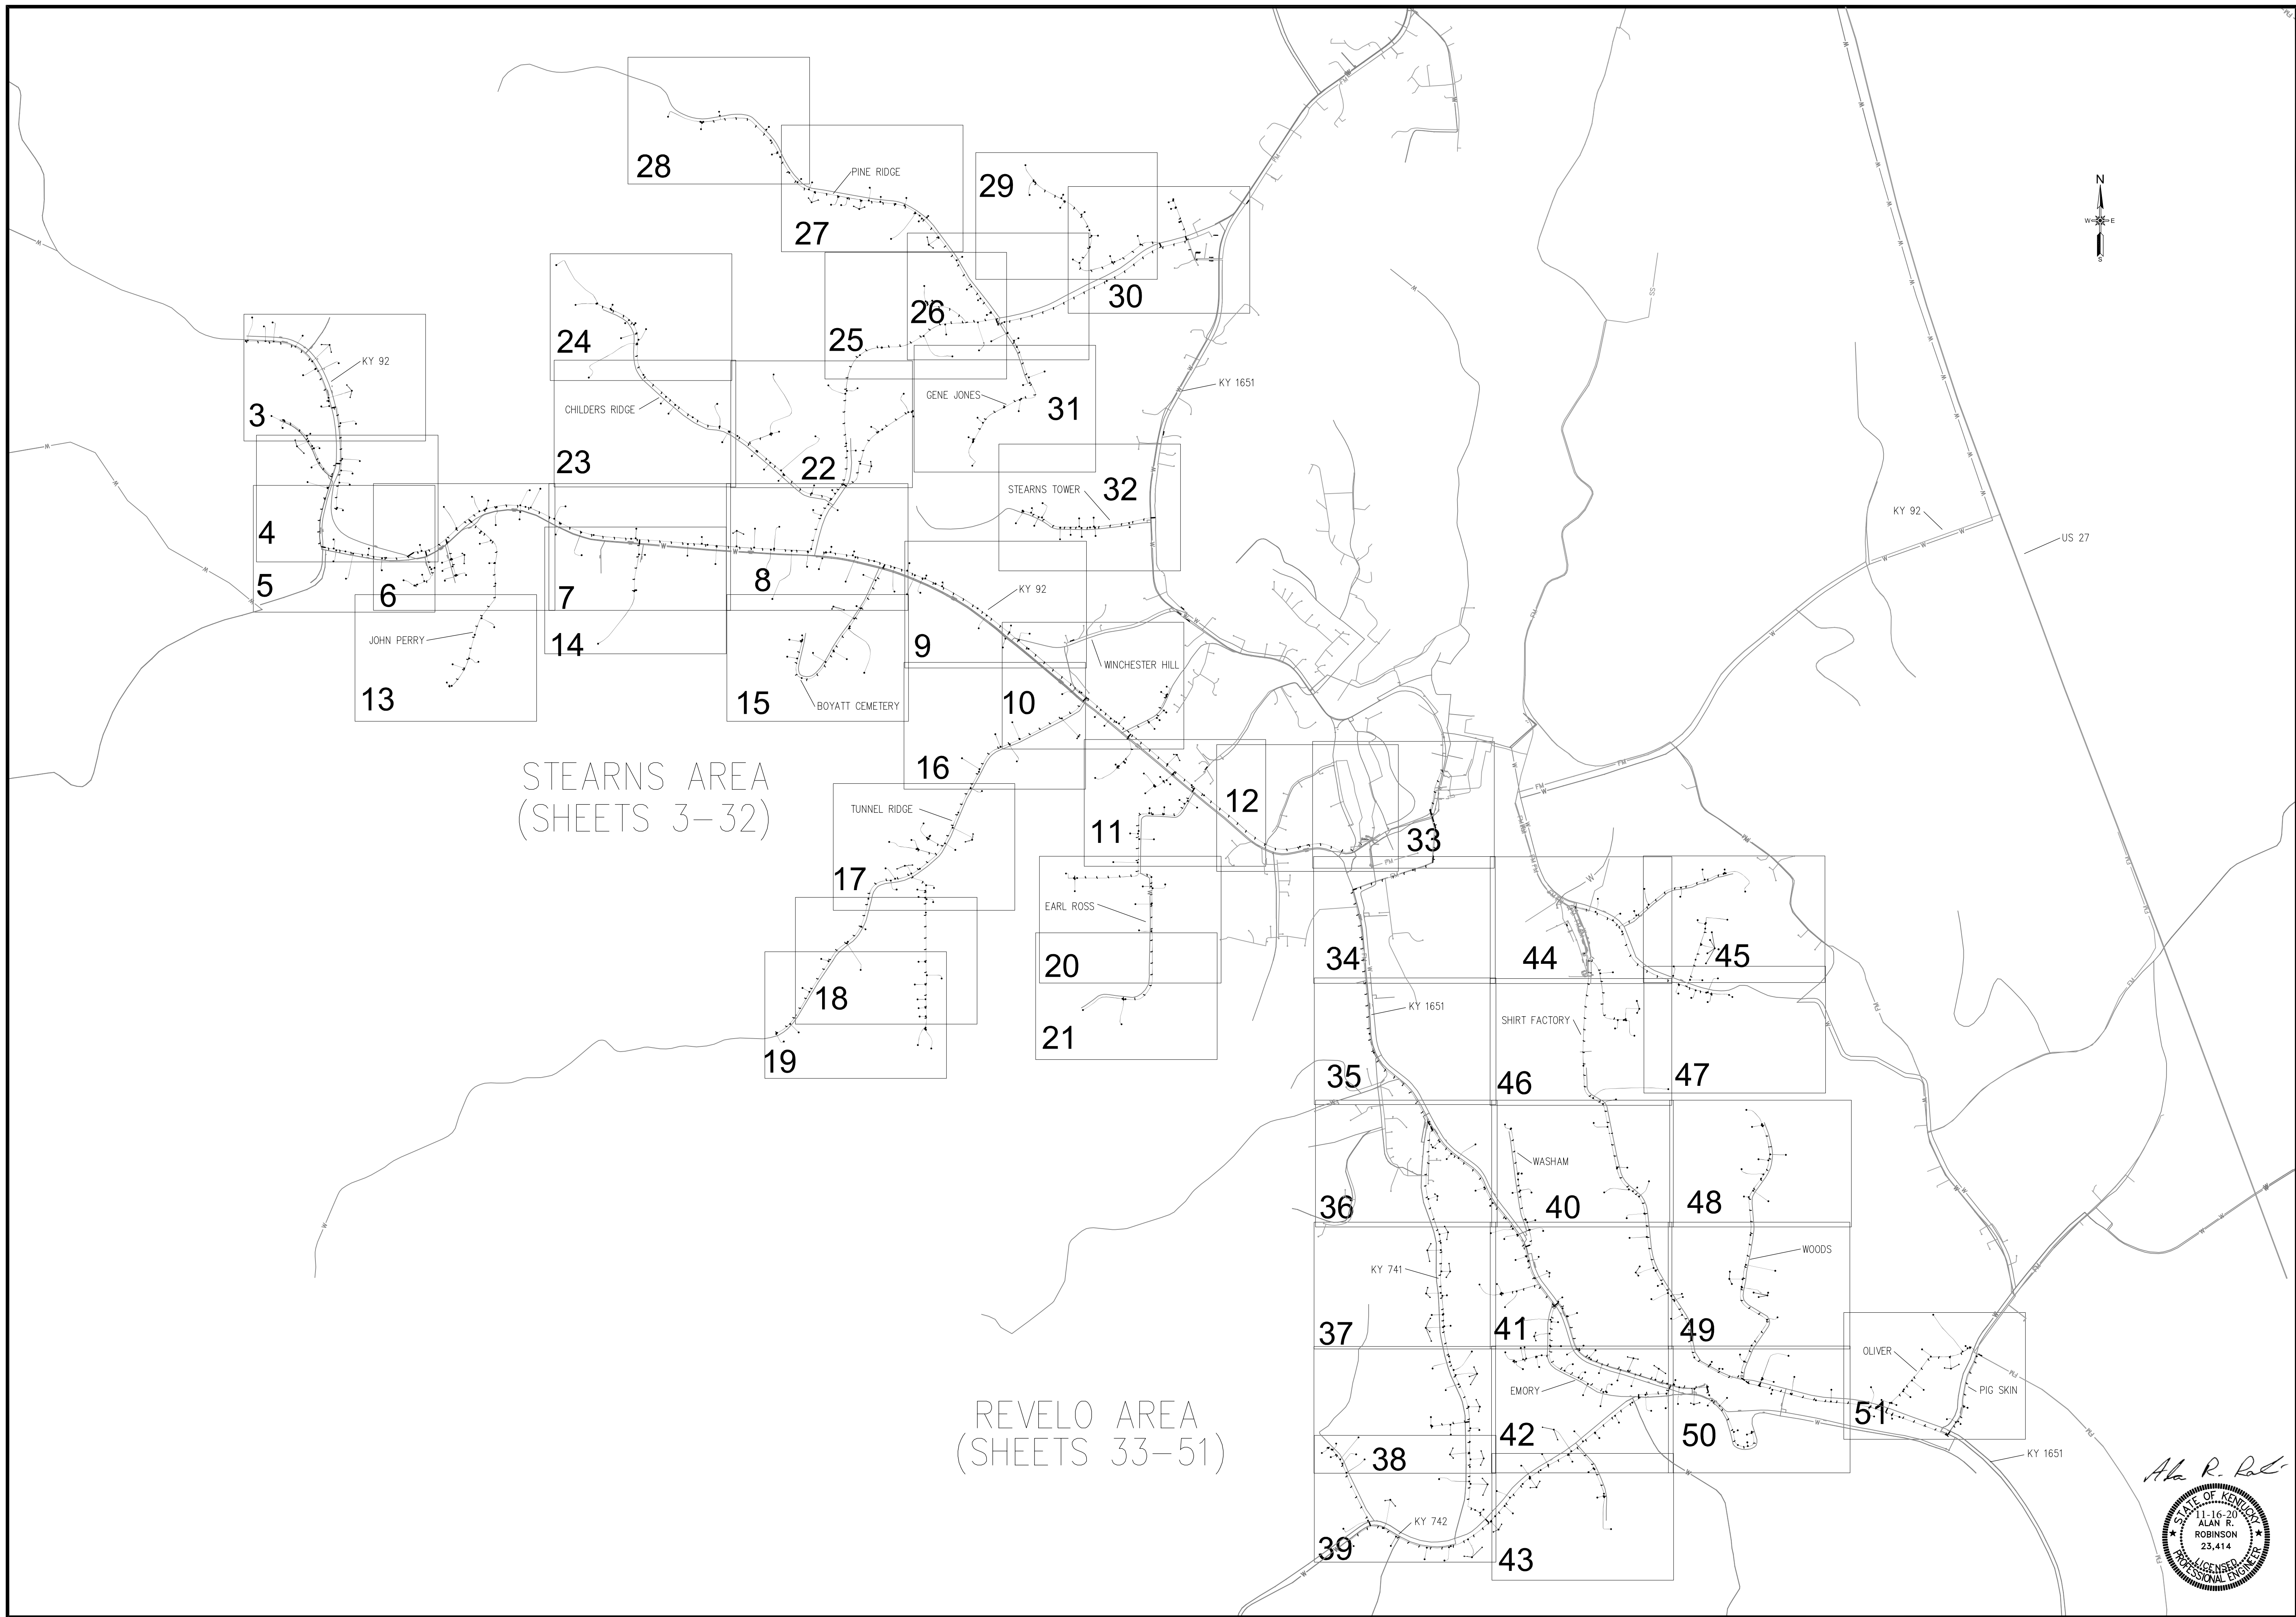 28
PINE RIDGE
27
29
30
26
25
24
KY 92
3
CHILDERS RIDGE
GENE JONES
31
KY 1651
23
22
STEARNS TOWER
32
4
5
6
7
8
JOHN PERRY
13
14
15
BOYATT CEMETERY
KY 92
9
WINCHESTER HILL
10
16
STEARNS AREA
(SHEETS 3-32)
TUNNEL RIDGE
11
12
33
17
EARL ROSS
20
18
19
21
34
44
45
KY 1651
SHIRT FACTORY
35
46
47
WASHAM
36
40
48
KY 741
WOODS
37
41
49
OLIVER
PIG SKIN
EMORY
51
REVELO AREA
(SHEETS 33-51)
38
42
50
KY 1651
KY 742
39
43
N
W E
S
KY 92
US 27
STATE OF KENTUCKY
11-16-20
ALAN R.
ROBINSON
23,414
LICENSED
PROFESSIONAL ENGINEER